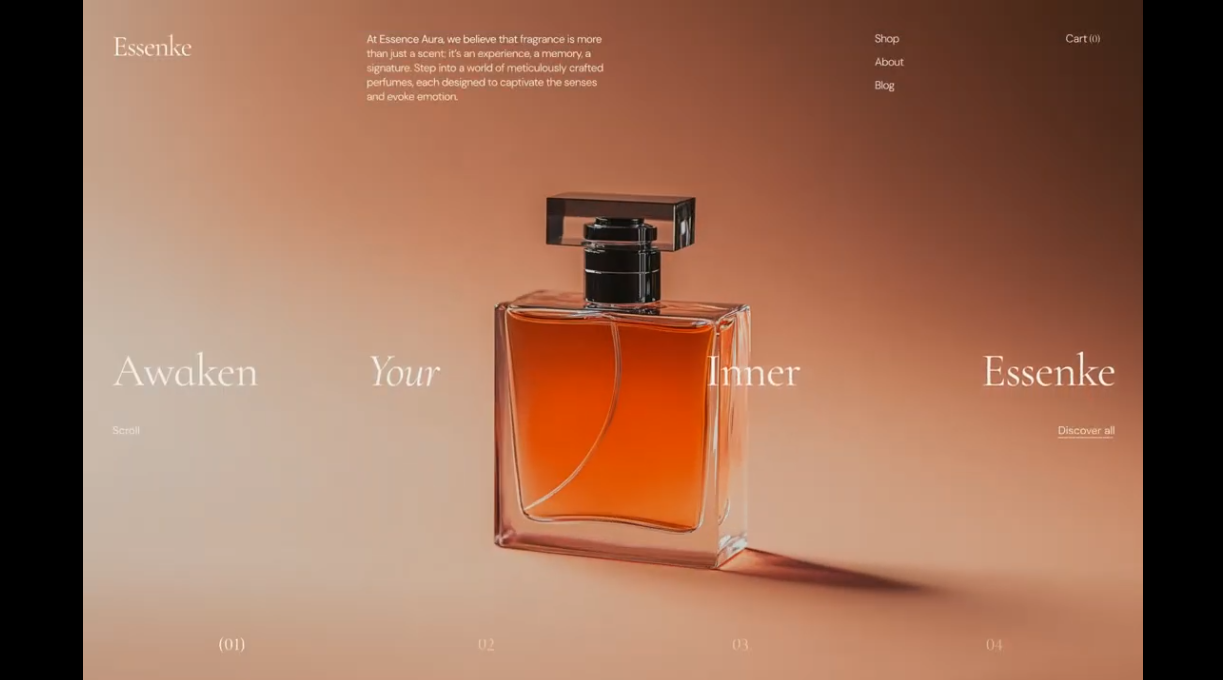 Essenke
At Essence Aura, we believe that fragrance is more
than just a scent; it's an experience, a memory, a
signature. Step into a world of meticulously crafted
perfumes, each designed to captivate the senses
and evoke emotion.
Shop
About
Blog
Cart (0)
Awaken Your Inner Essenke
Scroll
Discover all
(01) 02 03 04